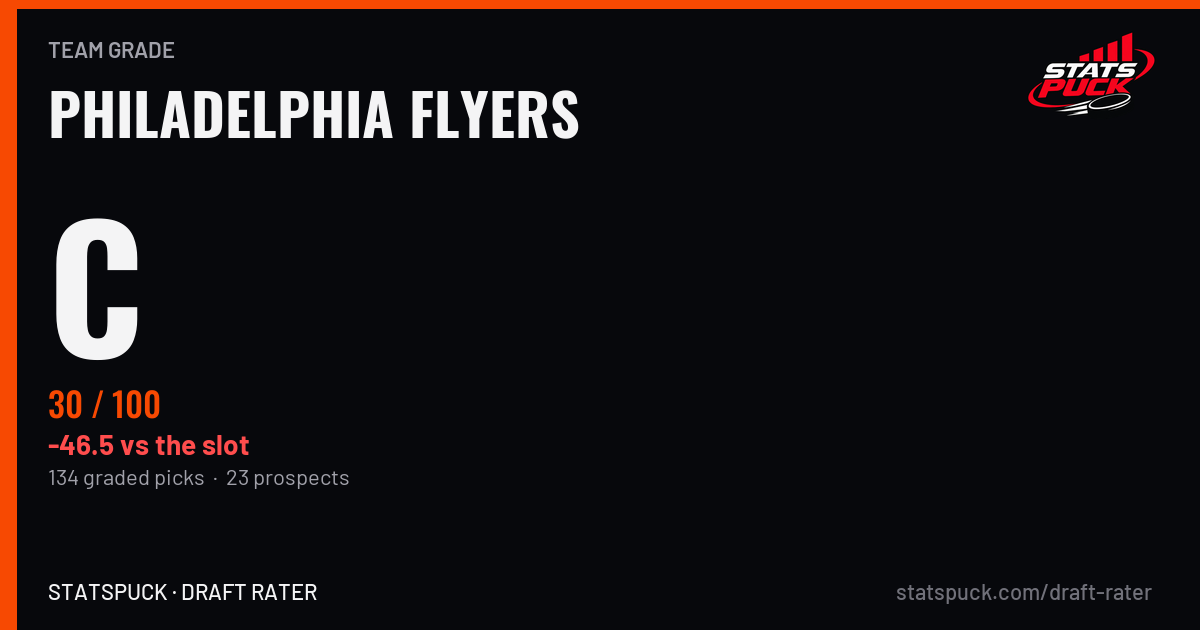 TEAM GRADE
STATS
PUCK
PHILADELPHIA FLYERS
C
30 / 100
-46.5 vs the slot
134 graded picks · 23 prospects
STATSPUCK · DRAFT RATER
statspuck.com/draft-rater